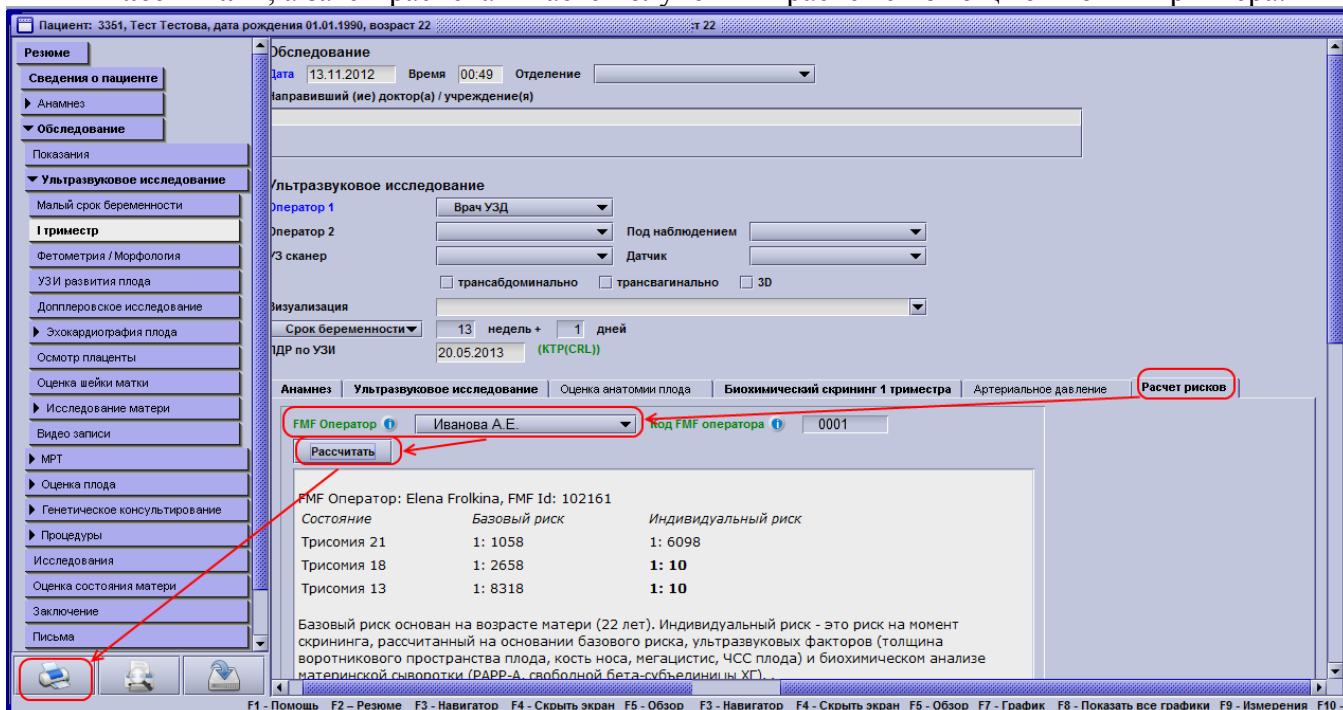 Пациент: 3351, Тест Тестова, дата рождения 01.01.1990, возраст 22 :т 22
Резюме
Сведения о пациенте
Анамнез
Обследование
Показания
Ультразвуковое исследование
Малый срок беременности
I триместр
Фетометрия / Морфология
УЗИ развития плода
Допплеровское исследование
Эхокардиография плода
Осмотр плаценты
Оценка шейки матки
Исследование матери
Видео записи
МРТ
Оценка плода
Генетическое консультирование
Процедуры
Исследования
Оценка состояния матери
Заключение
Письма
Обследование
Дата 13.11.2012 Время 00:49 Отделение
Направивший (ие) доктор(а) / учреждение(я)
Ультразвуковое исследование
Оператор 1 Врач УЗД
Оператор 2 Под наблюдением
УЗ сканер Датчик
трансабдоминально трансвагинально 3D
Визуализация
Срок беременности 13 недель + 1 дней
ПДР по УЗИ 20.05.2013 (КТР(CRL))
Анамнез Ультразвуковое исследование Оценка анатомии плода Биохимический скрининг 1 триместра Артериальное давление Расчет рисков
FMF Оператор Иванова А.Е. Код FMF оператора 0001
Рассчитать
FMF Оператор: Elena Frolkina, FMF Id: 102161
Состояние Базовый риск Индивидуальный риск
Трисомия 21 1: 1058 1: 6098
Трисомия 18 1: 2658 1: 10
Трисомия 13 1: 8318 1: 10
Базовый риск основан на возрасте матери (22 лет). Индивидуальный риск - это риск на момент
скрининга, рассчитанный на основании базового риска, ультразвуковых факторов (толщина
воротникового пространства плода, кость носа, мегацистис, ЧСС плода) и биохимическом анализе
материнской сыворотки (PAPP-A, свободной бета-субъединицы ХГ). .
F1 - Помощь F2 – Резюме F3 - Навигатор F4 - Скрыть экран F5 - Обзор F3 - Навигатор F4 - Скрыть экран F5 - Обзор F7 - График F8 - Показать все графики F9 - Измерения F10 -